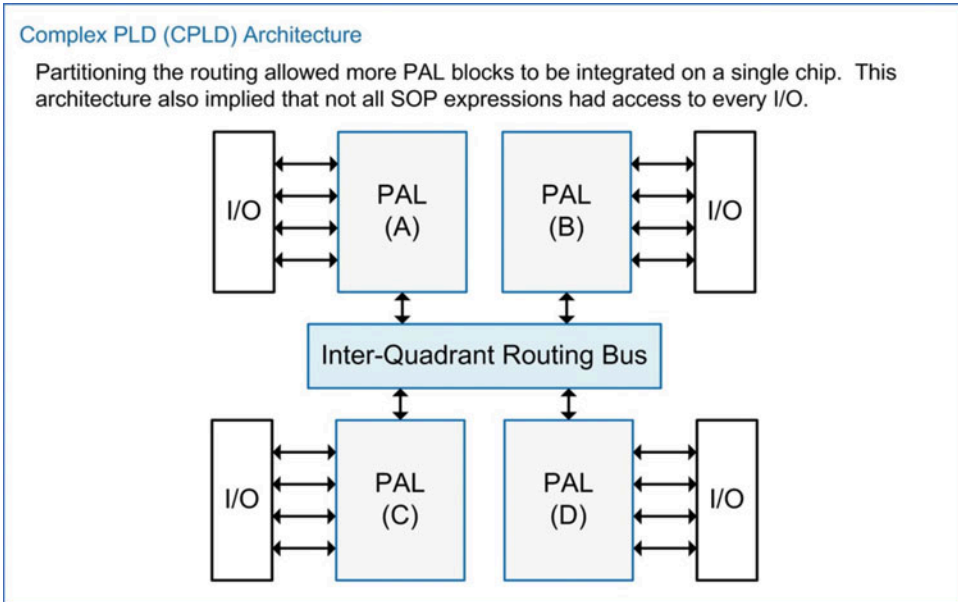 Complex PLD (CPLD) Architecture
Partitioning the routing allowed more PAL blocks to be integrated on a single chip. This
architecture also implied that not all SOP expressions had access to every I/O.
I/O
PAL
(A)
PAL
(B)
I/O
Inter-Quadrant Routing Bus
I/O
PAL
(C)
PAL
(D)
I/O